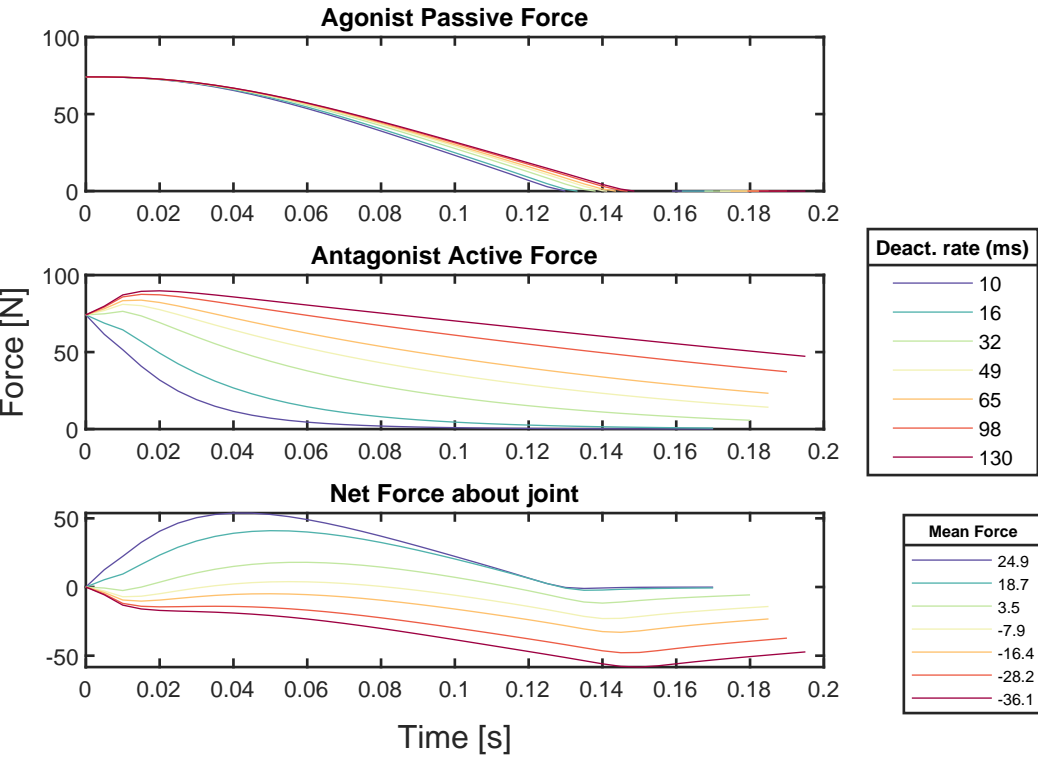 Agonist Passive Force
100
50
0
0 0.02 0.04 0.06 0.08 0.1 0.12 0.14 0.16 0.18 0.2
Antagonist Active Force
100
50
0
0 0.02 0.04 0.06 0.08 0.1 0.12 0.14 0.16 0.18 0.2
Force [N]
Net Force about joint
50
0
-50
0 0.02 0.04 0.06 0.08 0.1 0.12 0.14 0.16 0.18 0.2
Time [s]
Deact. rate (ms)
10
16
32
49
65
98
130
Mean Force
24.9
18.7
3.5
-7.9
-16.4
-28.2
-36.1